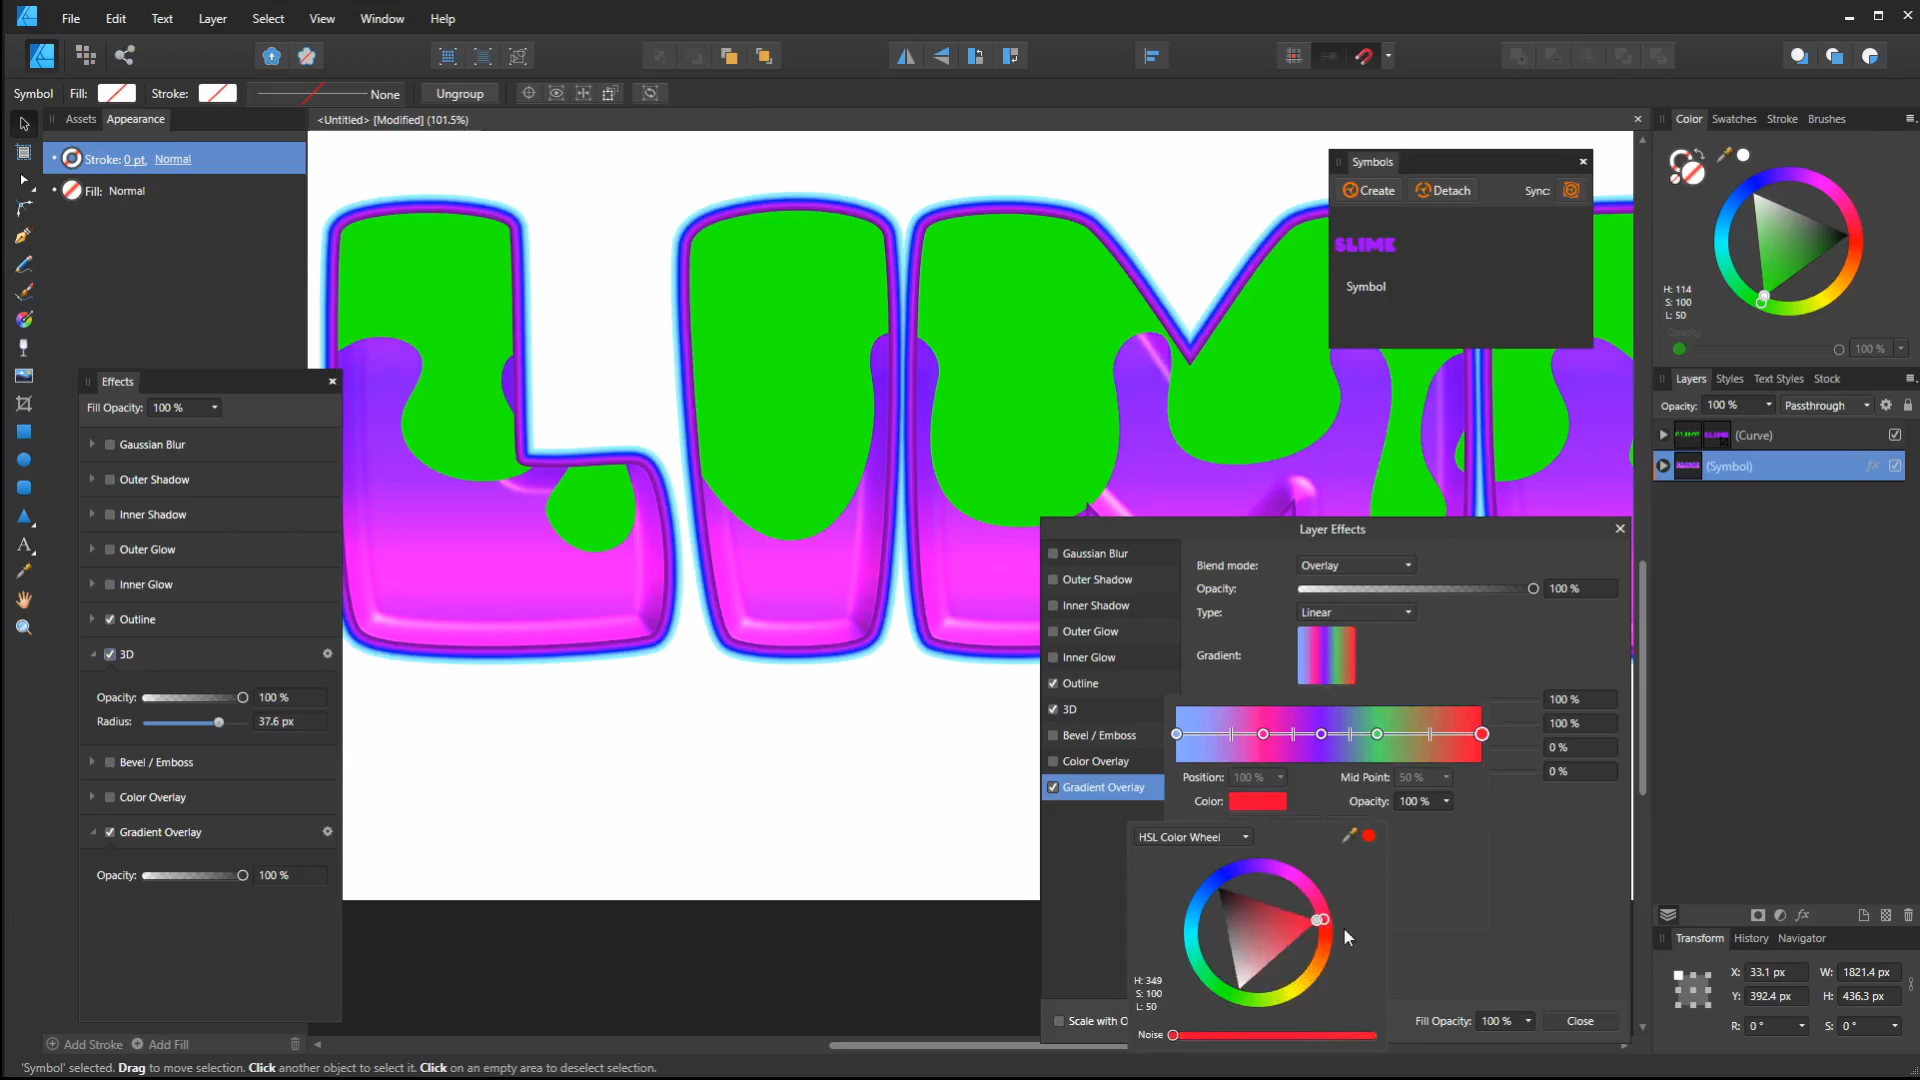 File Edit Text Layer Select View Window Help
Symbol Fill: Stroke: None Ungroup
Assets Appearance
<Untitled> [Modified] (101.5%)
Stroke: 0 pt, Normal
Fill: Normal
Effects
Fill Opacity: 100 %
Gaussian Blur
Outer Shadow
Inner Shadow
Outer Glow
Inner Glow
Outline
3D
Opacity: 100 %
Radius: 37.6 px
Bevel / Emboss
Color Overlay
Gradient Overlay
Opacity: 100 %
Add Stroke Add Fill
Symbols
Create Detach Sync:
SLIME
Symbol
Layer Effects
Gaussian Blur
Outer Shadow
Inner Shadow
Outer Glow
Inner Glow
Outline
3D
Bevel / Emboss
Color Overlay
Gradient Overlay
Blend mode: Overlay
Opacity: 100 %
Type: Linear
Gradient:
100 %
100 %
0 %
0 %
Position: 100 % Mid Point: 50 %
Color: Opacity: 100 %
HSL Color Wheel
H: 349
S: 100
L: 50
Noise
Scale with O
Fill Opacity: 100 % Close
Color Swatches Stroke Brushes
H: 114
S: 100
L: 50
Opacity
100 %
Layers Styles Text Styles Stock
Opacity: 100 % Passthrough
(Curve)
(Symbol) fx
fx
Transform History Navigator
X: 33.1 px W: 1821.4 px
Y: 392.4 px H: 436.3 px
R: 0 ° S: 0 °
'Symbol' selected. Drag to move selection. Click another object to select it. Click on an empty area to deselect selection.